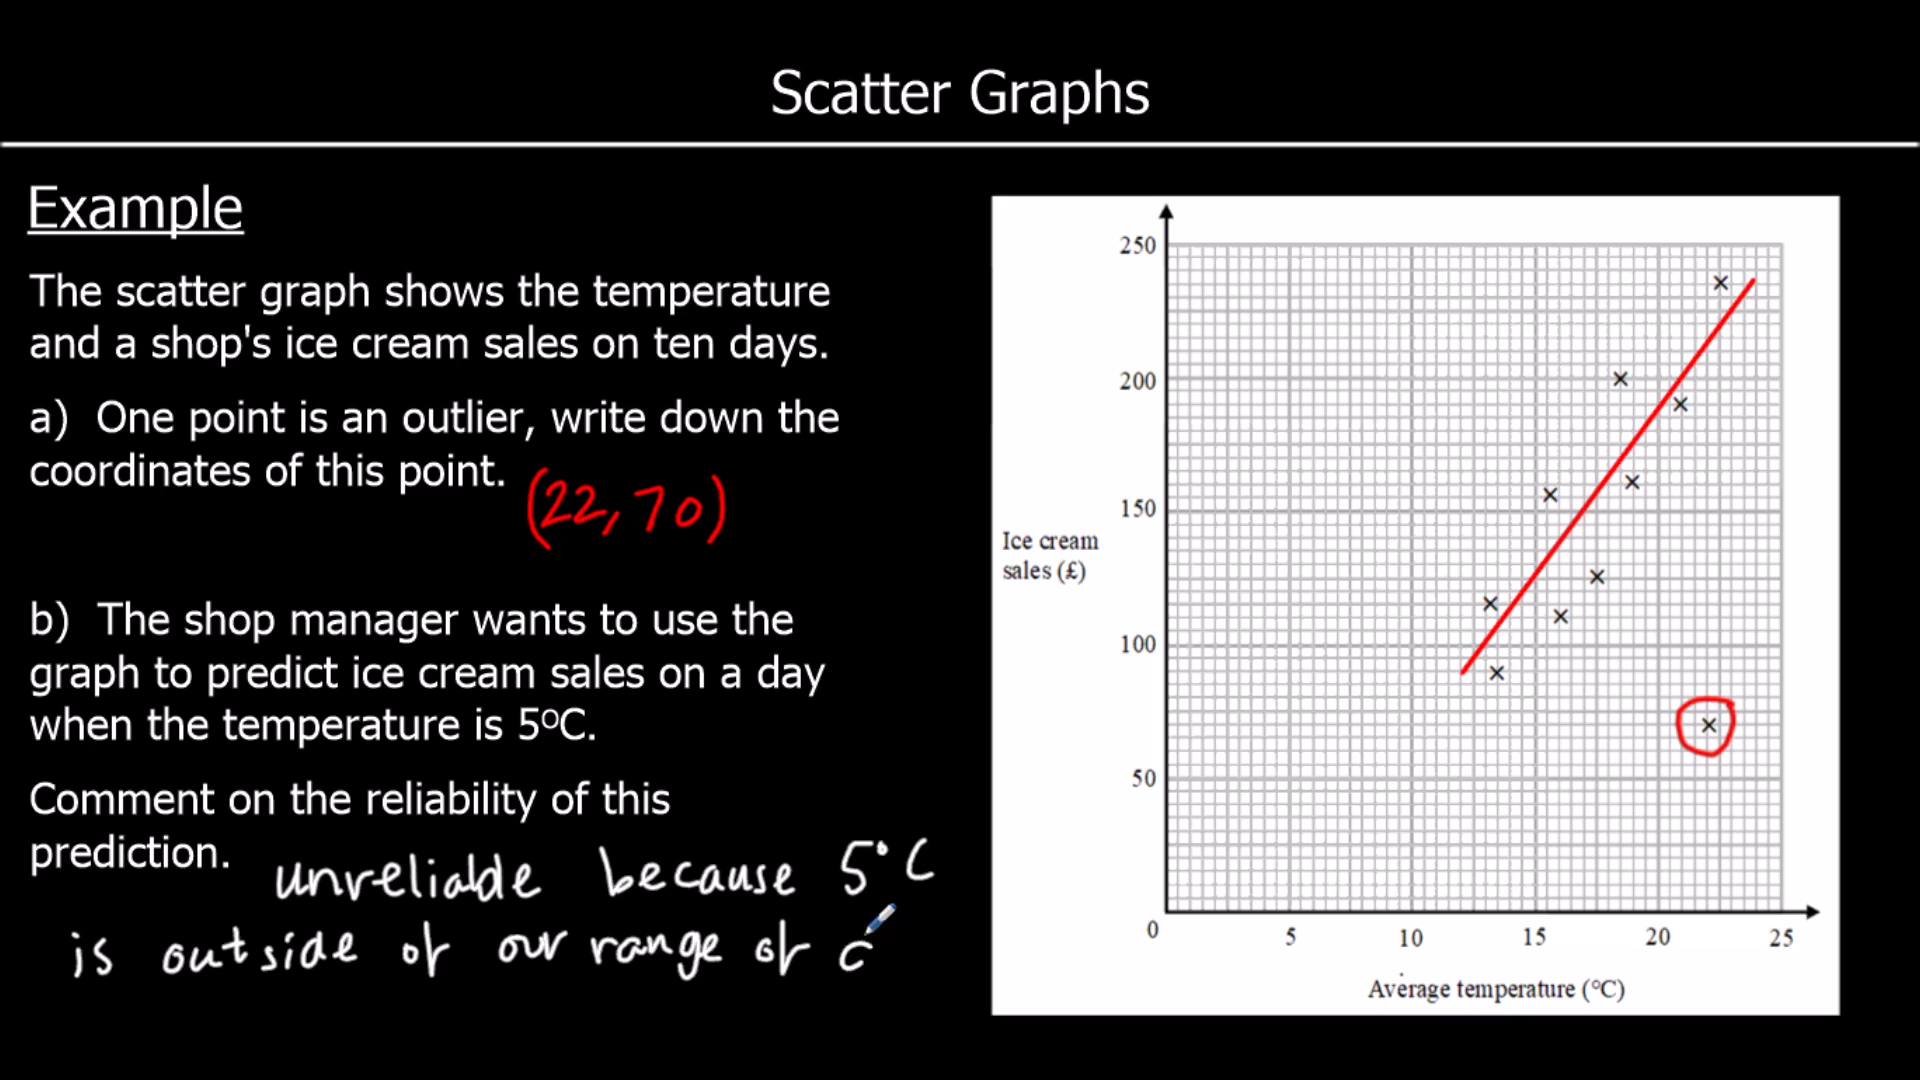 Scatter Graphs
Example
The scatter graph shows the temperature
and a shop's ice cream sales on ten days.
a) One point is an outlier, write down the
coordinates of this point.
(22, 70)
b) The shop manager wants to use the
graph to predict ice cream sales on a day
when the temperature is 5ᴼC.
Comment on the reliability of this
prediction.
unreliable because 5°C
is outside of our range of d
250
200
150
100
50
0
5
10
15
20
25
Ice cream
sales (£)
Average temperature (°C)